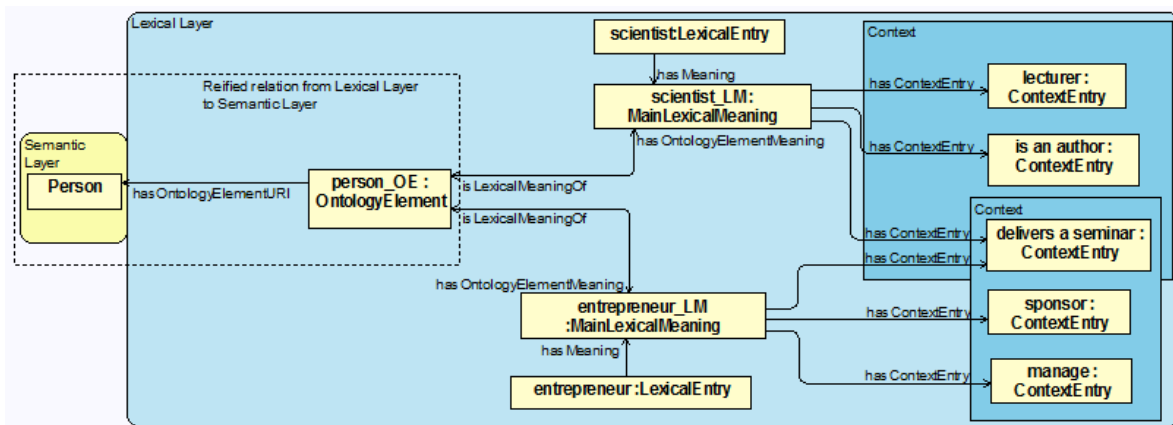 Lexical Layer
scientist:LexicalEntry
Context
has Meaning
Reified relation from Lexical Layer
to Semantic Layer
scientist_LM:
MainLexicalMeaning
has ContextEntry
lecturer :
ContextEntry
has OntologyElementMeaning
has ContextEntry
is an author :
ContextEntry
Semantic
Layer
Person
has OntologyElementURI
person_OE :
OntologyElement
is LexicalMeaningOf
is LexicalMeaningOf
Context
has ContextEntry
delivers a seminar :
ContextEntry
has ContextEntry
has OntologyElementMeaning
entrepreneur_LM
:MainLexicalMeaning
has ContextEntry
sponsor :
ContextEntry
has Meaning
has ContextEntry
manage :
ContextEntry
entrepreneur :LexicalEntry